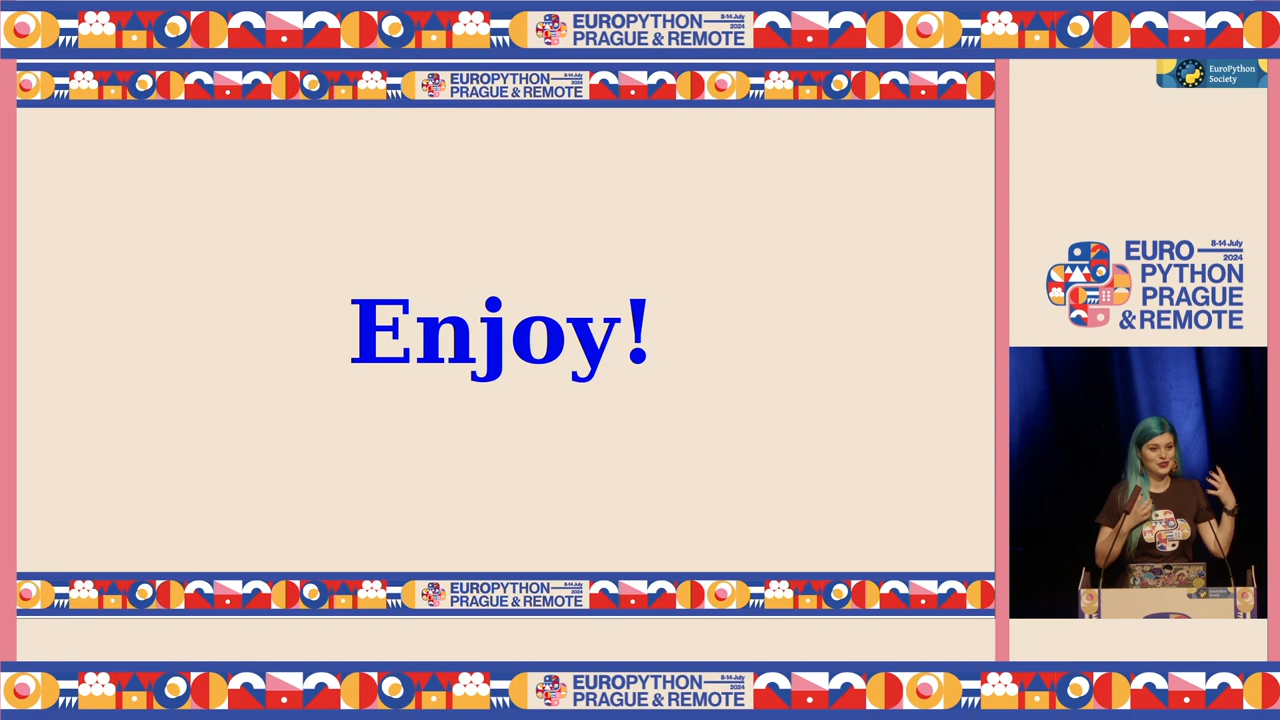 EUROPYTHON 8-14 July 2024
PRAGUE & REMOTE
EUROPYTHON 8-14 July 2024
PRAGUE & REMOTE
EuroPython
Society
Enjoy!
EURO 8-14 July
2024
PYTHON
PRAGUE
& REMOTE
EUROPYTHON 8-14 July 2024
PRAGUE & REMOTE
EUROPYTHON 8-14 July 2024
PRAGUE & REMOTE